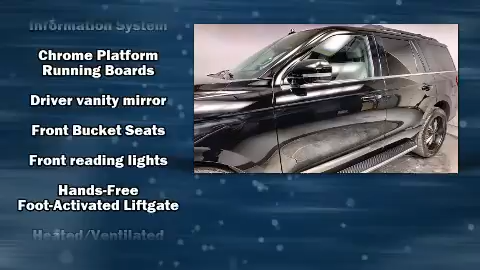 Information System
Chrome Platform
Running Boards
Driver vanity mirror
Front Bucket Seats
Front reading lights
Hands-Free
Foot-Activated Liftgate
Heated/Ventilated